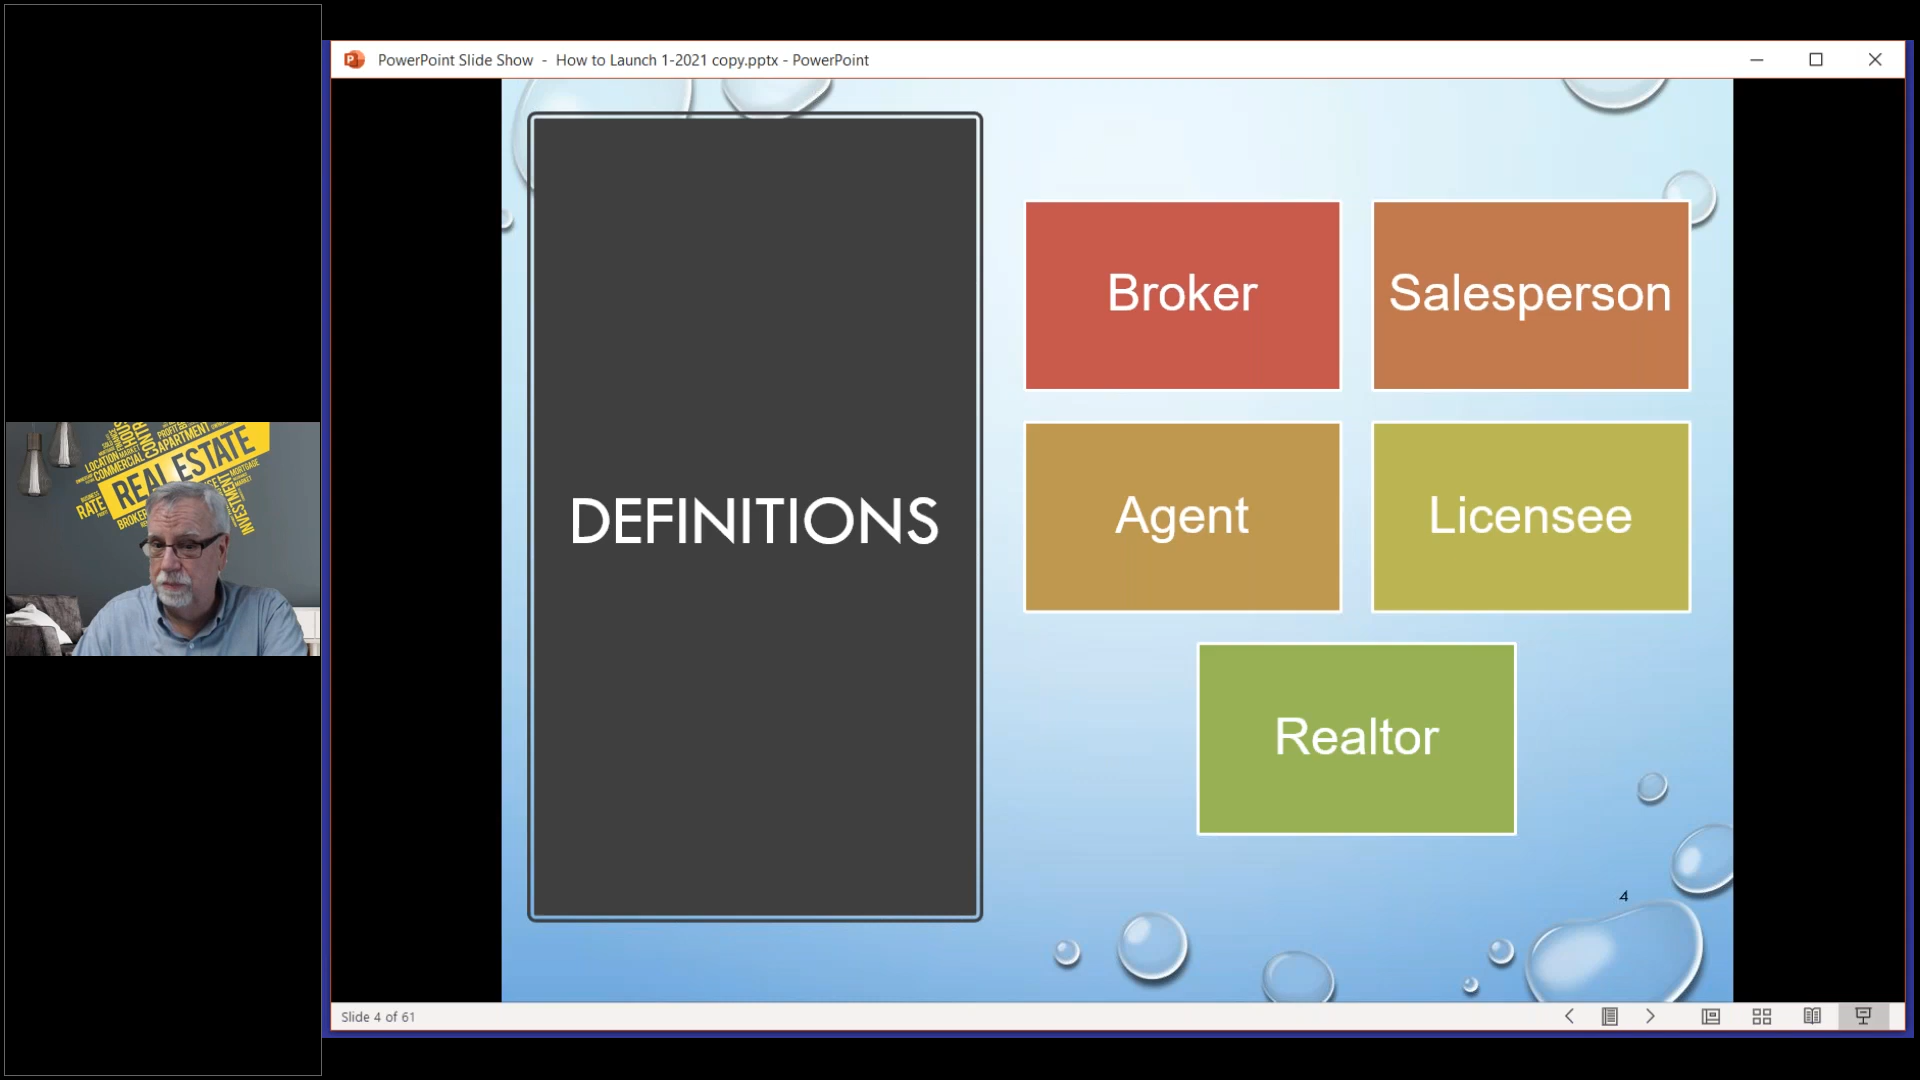 PowerPoint Slide Show - How to Launch 1-2021 copy.pptx - PowerPoint
DEFINITIONS
Broker
Salesperson
Agent
Licensee
Realtor
4
LOCATION
COMMERCIAL
APARTMENT
REAL ESTATE
MORTGAGE
RATE
BROKER
INVESTMENT
Slide 4 of 61